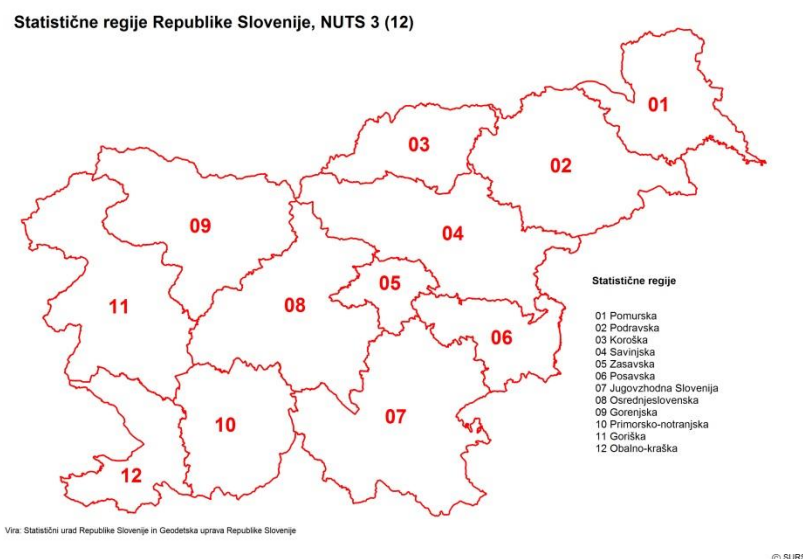 Statistične regije Republike Slovenije, NUTS 3 (12)
01
03
02
09
04
05
11
08
06
10
07
12
Statistične regije
01 Pomurska
02 Podravska
03 Koroška
04 Savinjska
05 Zasavska
06 Posavska
07 Jugovzhodna Slovenija
08 Osrednjeslovenska
09 Gorenjska
10 Primorsko-notranjska
11 Goriška
12 Obalno-kraška
Vira: Statistični urad Republike Slovenije in Geodetska uprava Republike Slovenije
© SURS